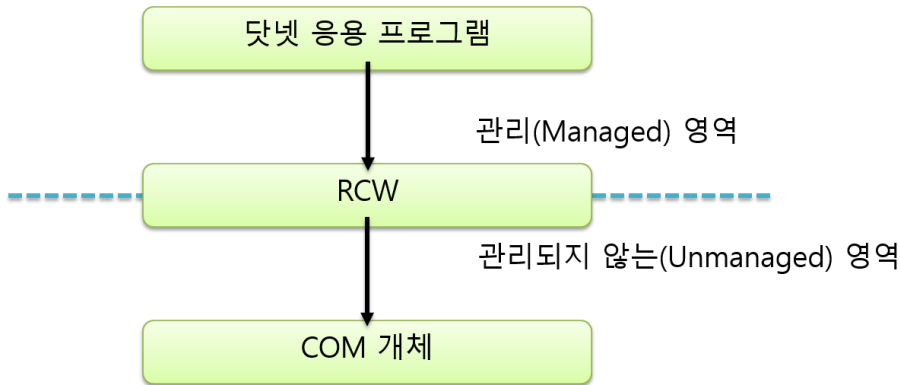 닷넷 응용 프로그램
관리(Managed) 영역
RCW
관리되지 않는(Unmanaged) 영역
COM 개체